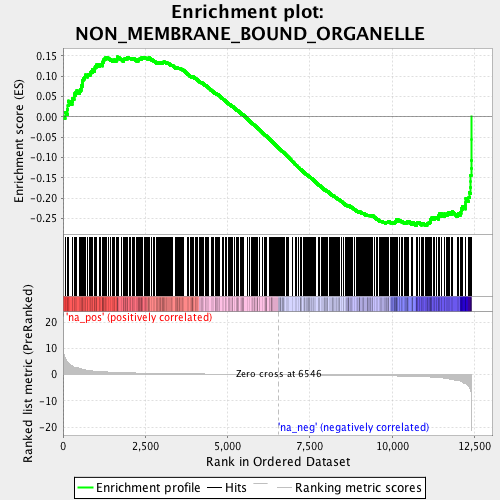 Enrichment plot:
NON_MEMBRANE_BOUND_ORGANELLE
Enrichment score (ES)
0.15
0.10
0.05
0.00
-0.05
-0.10
-0.15
-0.20
-0.25
Ranked list metric (PreRanked)
20
10
0
-10
-20
'na_pos' (positively correlated)
Zero cross at 6546
'na_neg' (negatively correlated)
0
2,500
5,000
7,500
10,000
12,500
Rank in Ordered Dataset
Enrichment profile
Hits
Ranking metric scores